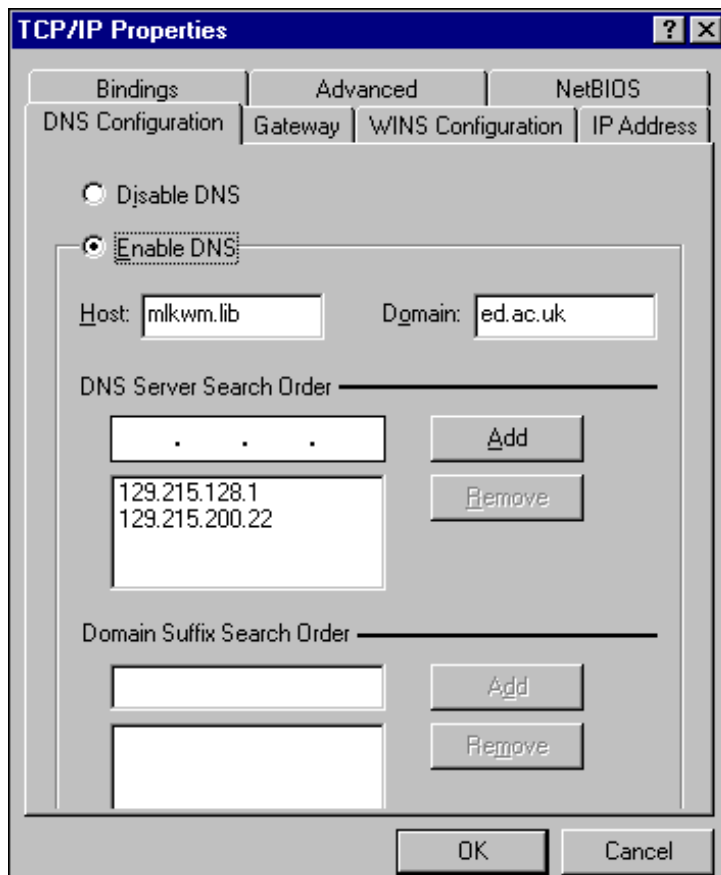 TCP/IP Properties
Bindings Advanced NetBIOS
DNS Configuration Gateway WINS Configuration IP Address
Disable DNS
Enable DNS
Host: mlkwm.lib Domain: ed.ac.uk
DNS Server Search Order
. . . Add
129.215.128.1 Remove
129.215.200.22
Domain Suffix Search Order
Add
Remove
OK Cancel